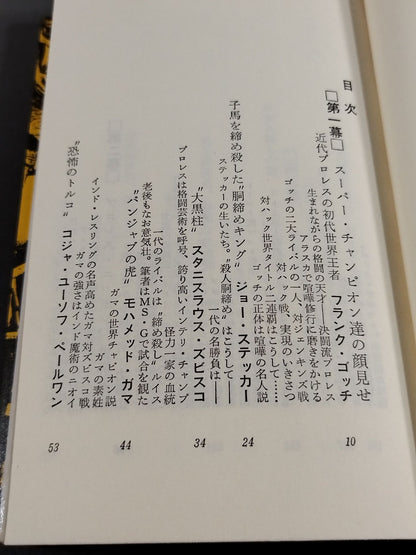 目次
□第一幕□
スーパー・チャンピオン達の顔見せ
近代プロレスの初代世界王者 フランク・ゴッチ 10
生まれながらの格闘の天才――決闘流プロレス
アラスカで喧嘩修行に磨きをかける
ゴッチの二大ライバルの一人、対ジェンキンズ戦
対ハック戦、実現のいきさつ
対ハック世界タイトル二連覇はこうして……
ゴッチの正体は喧嘩の名人説
子馬を締め殺した"胴締めキング" ジョー・ステッカー 24
ステッカーの生いたち。"殺人胴締め"はこうして――
一代の名勝負は――
"大黒柱" スタニスラウス・ズビスコ 34
怪力一家の血統
プロレスは格闘芸術を呼号、誇り高いインテリ・チャンプ
一代のライバルは"締め殺し"ルイス
老後もなお意気壮。筆者はMS・Gで試合を観た
"パンジャブの虎" モハメッド・ガマ 44
ガマの世界チャピオン説
ガマの素姓
インド・レスリングの名声高めたガマ対ズビスコ戦
ガマの強さはインド魔術のニオイ
"恐怖のトルコ" コジャ・ユーソフ・ペールワン 53